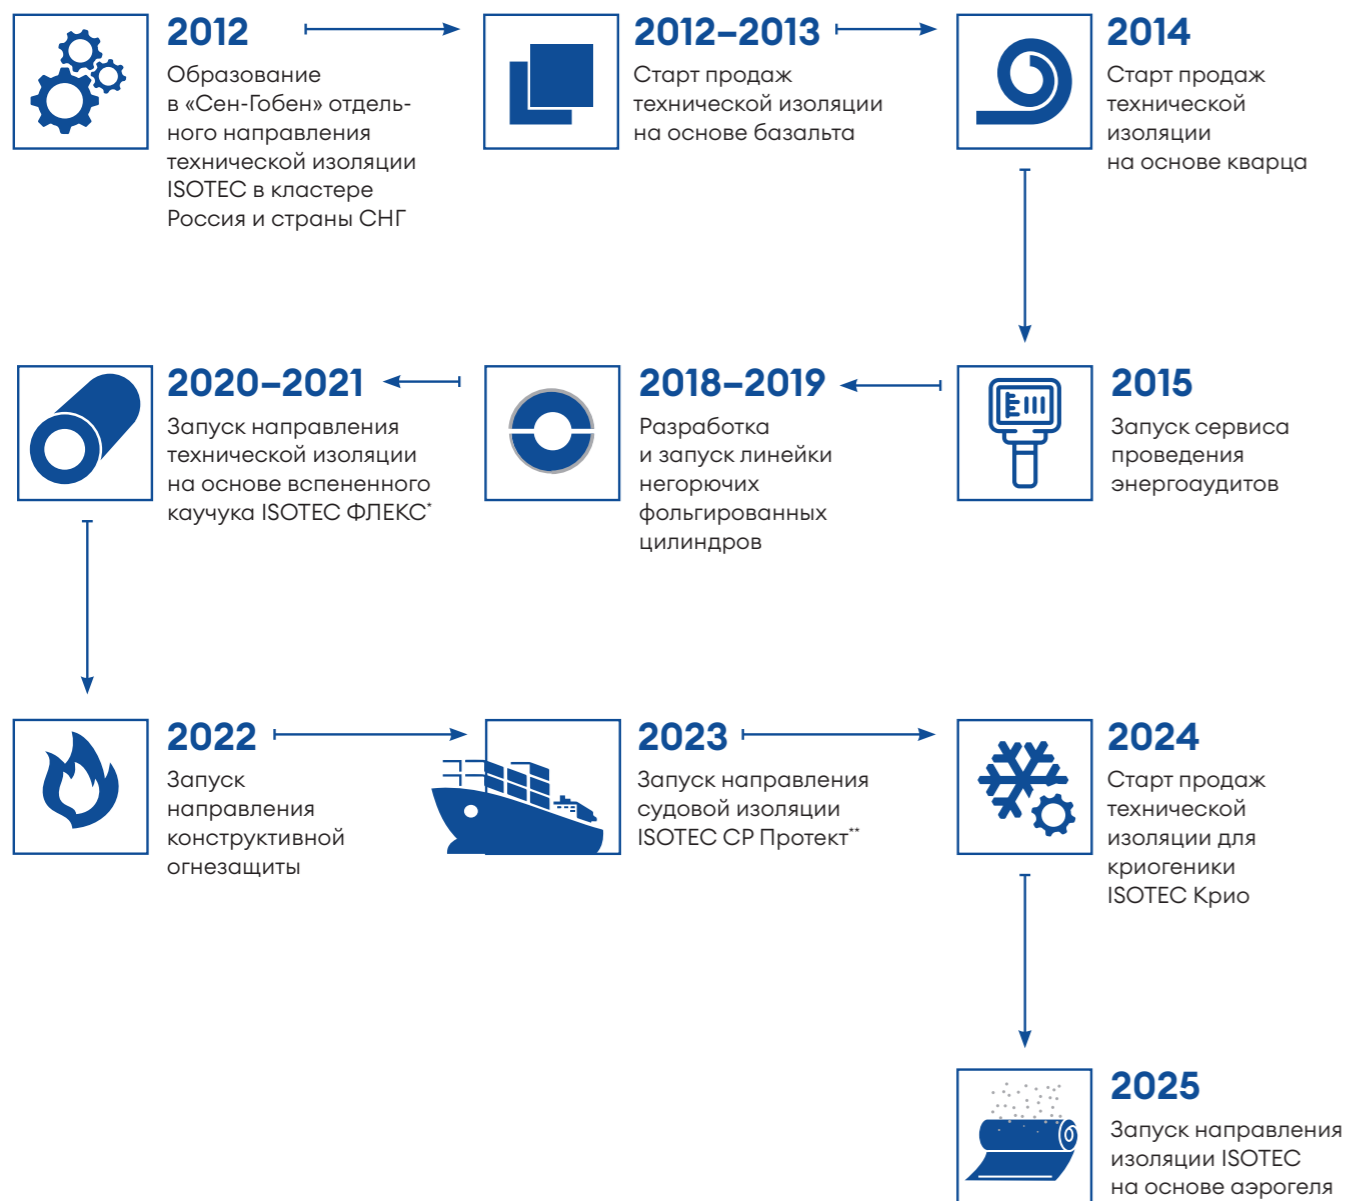 2012
Образование
в «Сен-Гобен» отдель-
ного направления
технической изоляции
ISOTEC в кластере
Россия и страны СНГ
2012–2013
Старт продаж
технической изоляции
на основе базальта
2014
Старт продаж
технической
изоляции
на основе кварца
2015
Запуск сервиса
проведения
энергоаудитов
2018–2019
Разработка
и запуск линейки
негорючих
фольгированных
цилиндров
2020–2021
Запуск направления
технической изоляции
на основе вспененного
каучука ISOTEC ФЛЕКС*
2022
Запуск
направления
конструктивной
огнезащиты
2023
Запуск направления
судовой изоляции
ISOTEC СР Протект**
2024
Старт продаж
технической
изоляции для
криогеники
ISOTEC Крио
2025
Запуск направления
изоляции ISOTEC
на основе аэрогеля